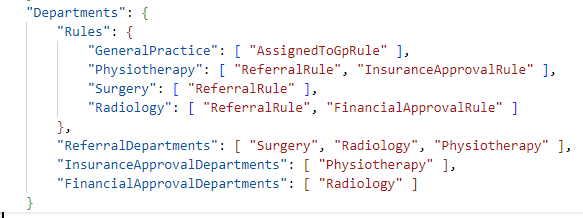 "Departments": {
"Rules": {
"GeneralPractice": [ "AssignedToGpRule" ],
"Physiotherapy": [ "ReferralRule", "InsuranceApprovalRule" ],
"Surgery": [ "ReferralRule" ],
"Radiology": [ "ReferralRule", "FinancialApprovalRule" ]
},
"ReferralDepartments": [ "Surgery", "Radiology", "Physiotherapy" ],
"InsuranceApprovalDepartments": [ "Physiotherapy" ],
"FinancialApprovalDepartments": [ "Radiology" ]
}